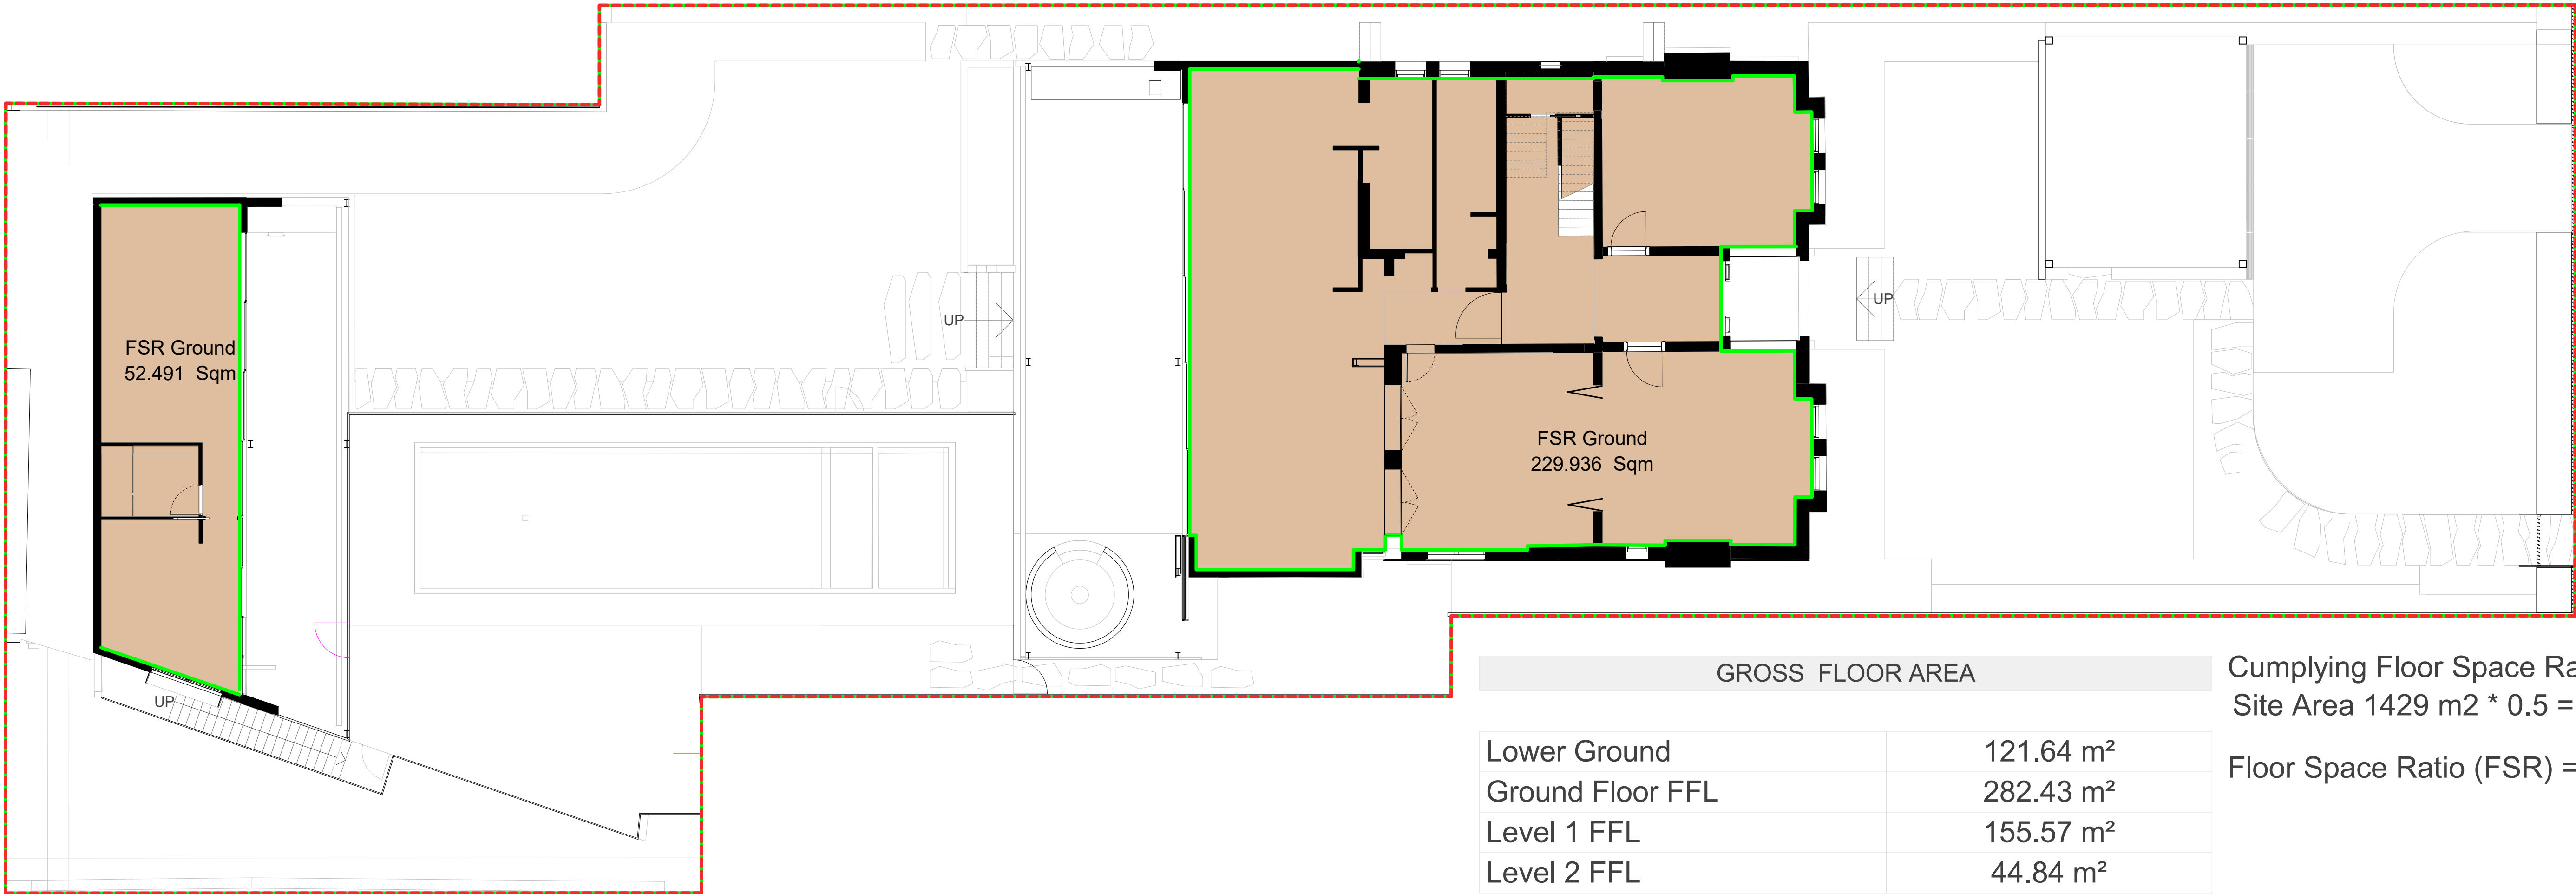 UP
UP
FSR Ground
52.491 Sqm
FSR Ground
229.936 Sqm
UP
GROSS FLOOR AREA
Lower Ground 121.64 m²
Ground Floor FFL 282.43 m²
Level 1 FFL 155.57 m²
Level 2 FFL 44.84 m²
Cumplying Floor Space Ra
Site Area 1429 m2 * 0.5 =
Floor Space Ratio (FSR) =